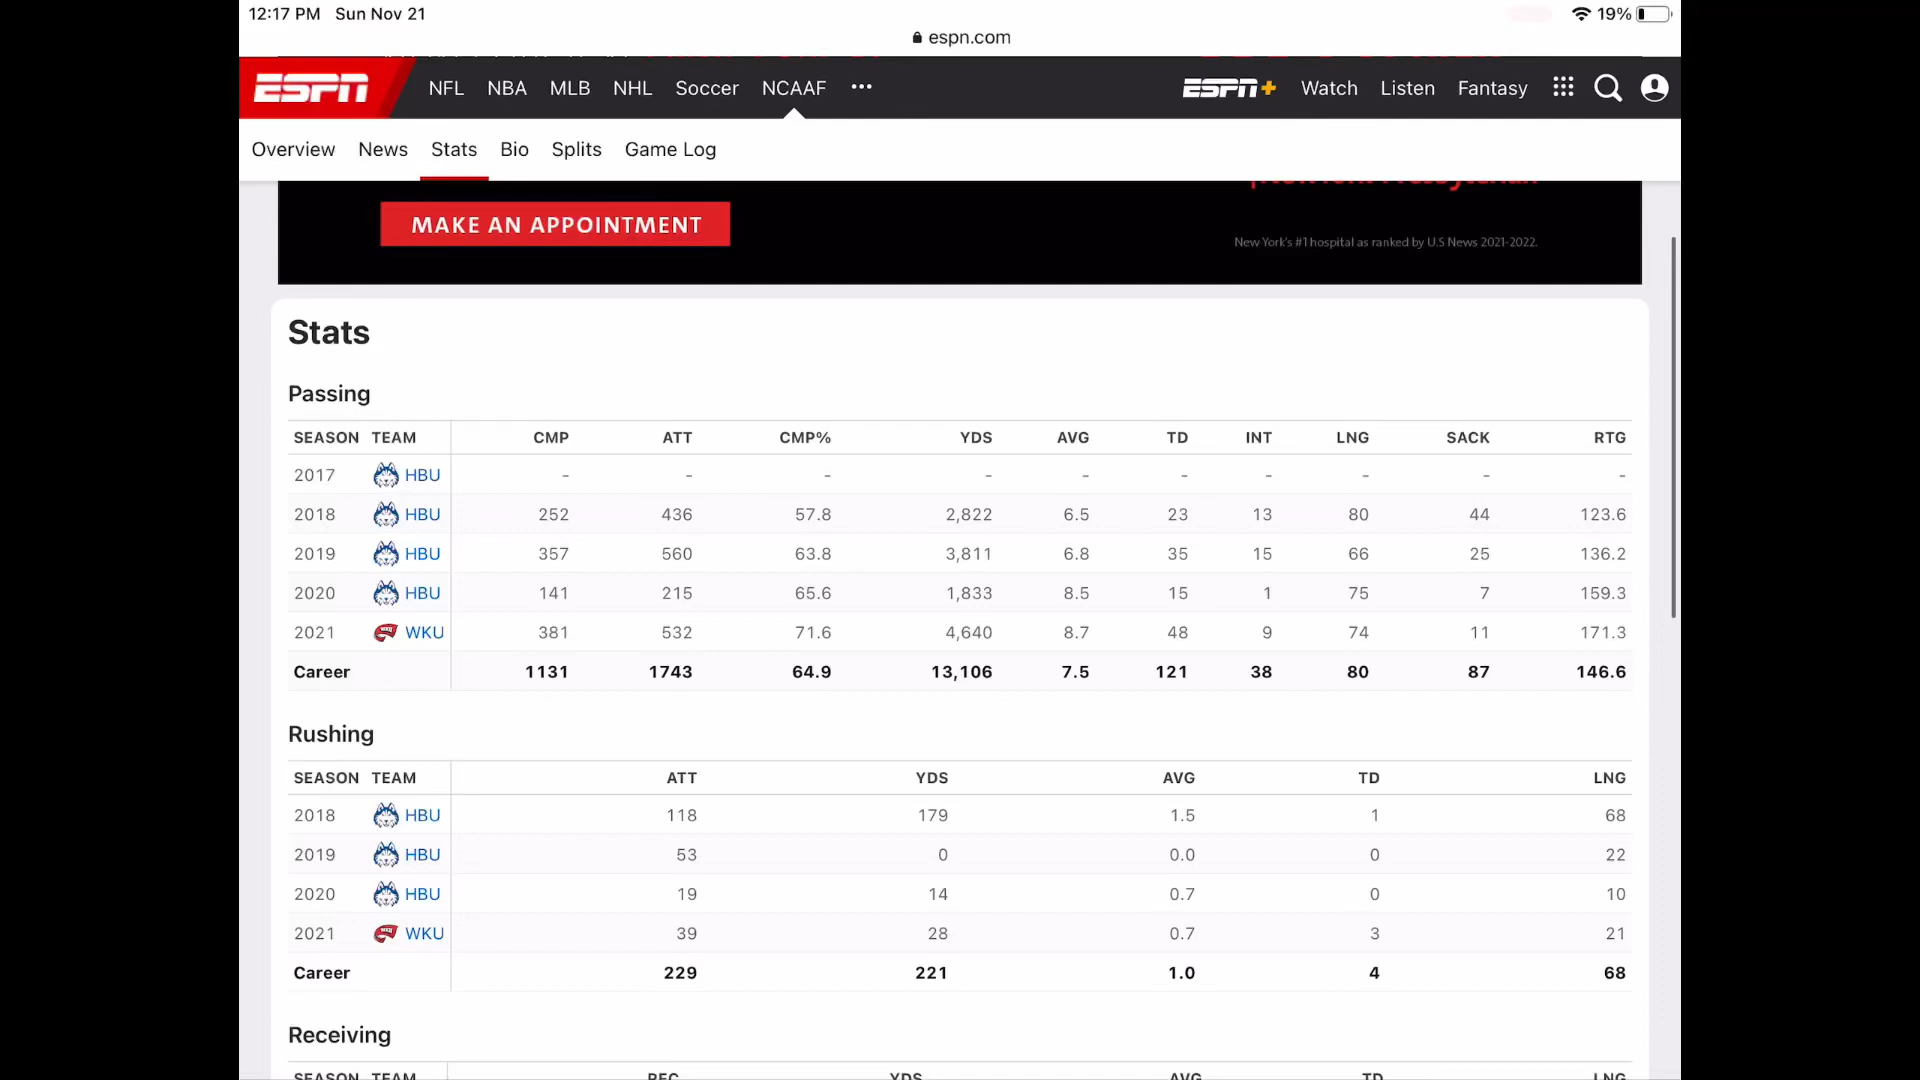 12:17 PM Sun Nov 21 19%
espn.com
ESPN NFL NBA MLB NHL Soccer NCAAF ••• ESPN+ Watch Listen Fantasy
Overview News Stats Bio Splits Game Log
MAKE AN APPOINTMENT
New York's #1 hospital as ranked by U.S News 2021-2022.
Stats
Passing
SEASON TEAM CMP ATT CMP% YDS AVG TD INT LNG SACK RTG
2017 HBU - - - - - - - - - -
2018 HBU 252 436 57.8 2,822 6.5 23 13 80 44 123.6
2019 HBU 357 560 63.8 3,811 6.8 35 15 66 25 136.2
2020 HBU 141 215 65.6 1,833 8.5 15 1 75 7 159.3
2021 WKU 381 532 71.6 4,640 8.7 48 9 74 11 171.3
Career 1131 1743 64.9 13,106 7.5 121 38 80 87 146.6
Rushing
SEASON TEAM ATT YDS AVG TD LNG
2018 HBU 118 179 1.5 1 68
2019 HBU 53 0 0.0 0 22
2020 HBU 19 14 0.7 0 10
2021 WKU 39 28 0.7 3 21
Career 229 221 1.0 4 68
Receiving
SEASON TEAM REC YDS AVG TD LNG